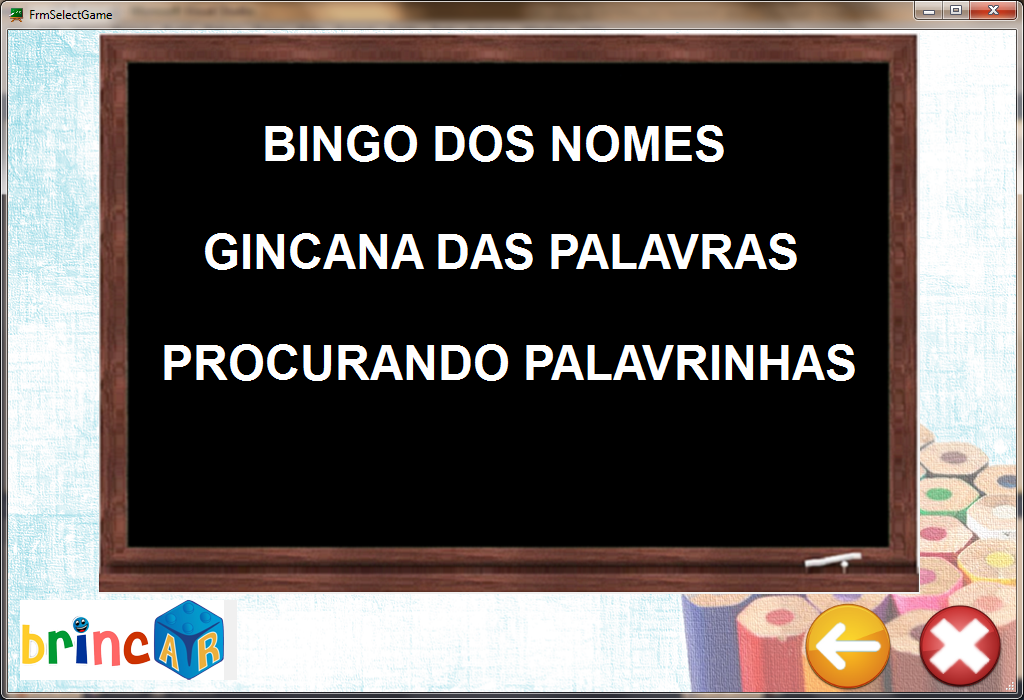 FrmSelectGame
BINGO DOS NOMES
GINCANA DAS PALAVRAS
PROCURANDO PALAVRINHAS
brincAR